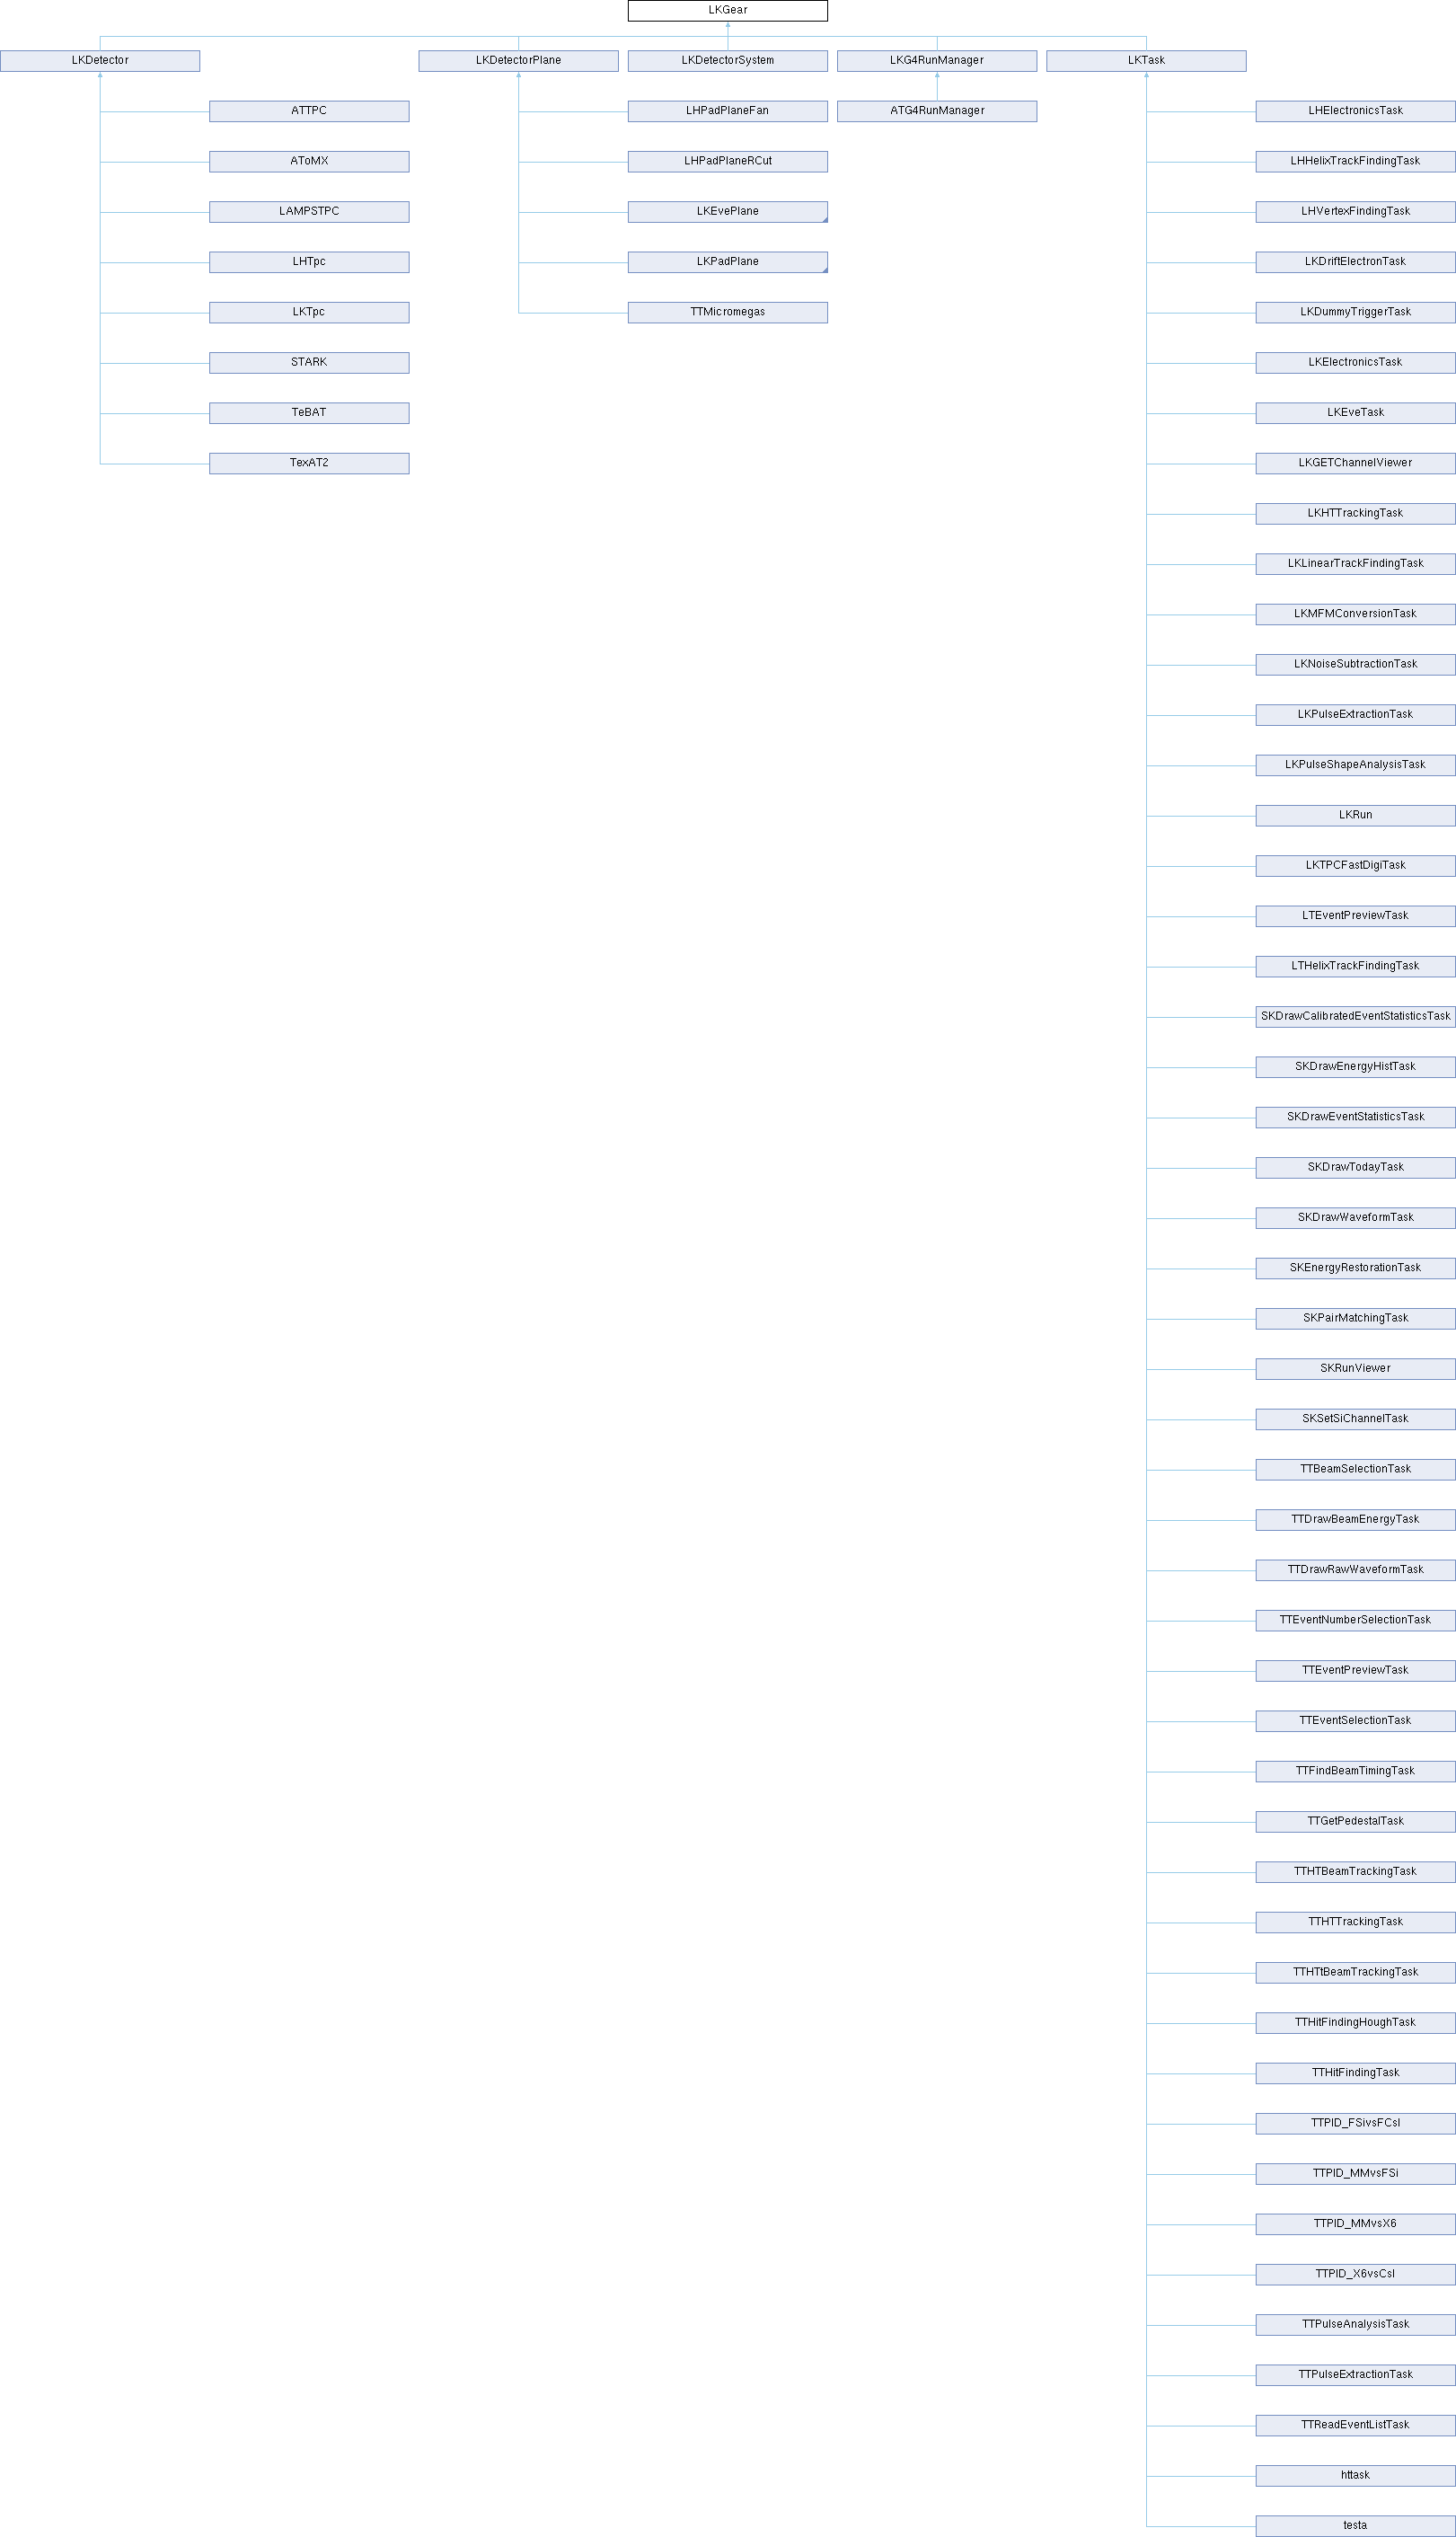 LKGear
LKDetector
LKDetectorPlane
LKDetectorSystem
LKG4RunManager
LKTask
ATTPC
LHPadPlaneFan
ATG4RunManager
LHElectronicsTask
AToMX
LHPadPlaneRCut
LHHelixTrackFindingTask
LAMPSTPC
LKEvePlane
LHVertexFindingTask
LHTpc
LKPadPlane
LKDriftElectronTask
LKTpc
TTMicromegas
LKDummyTriggerTask
STARK
LKElectronicsTask
TeBAT
LKEveTask
TexAT2
LKGETChannelViewer
LKHTTrackingTask
LKLinearTrackFindingTask
LKMFMConversionTask
LKNoiseSubtractionTask
LKPulseExtractionTask
LKPulseShapeAnalysisTask
LKRun
LKTPCFastDigiTask
LTEventPreviewTask
LTHelixTrackFindingTask
SKDrawCalibratedEventStatisticsTask
SKDrawEnergyHistTask
SKDrawEventStatisticsTask
SKDrawTodayTask
SKDrawWaveformTask
SKEnergyRestorationTask
SKPairMatchingTask
SKRunViewer
SKSetSiChannelTask
TTBeamSelectionTask
TTDrawBeamEnergyTask
TTDrawRawWaveformTask
TTEventNumberSelectionTask
TTEventPreviewTask
TTEventSelectionTask
TTFindBeamTimingTask
TTGetPedestalTask
TTHTBeamTrackingTask
TTHTTrackingTask
TTHTtBeamTrackingTask
TTHitFindingHoughTask
TTHitFindingTask
TTPID_FSivsFCsI
TTPID_MMvsFSi
TTPID_MMvsX6
TTPID_X6vsCsI
TTPulseAnalysisTask
TTPulseExtractionTask
TTReadEventListTask
httask
testa